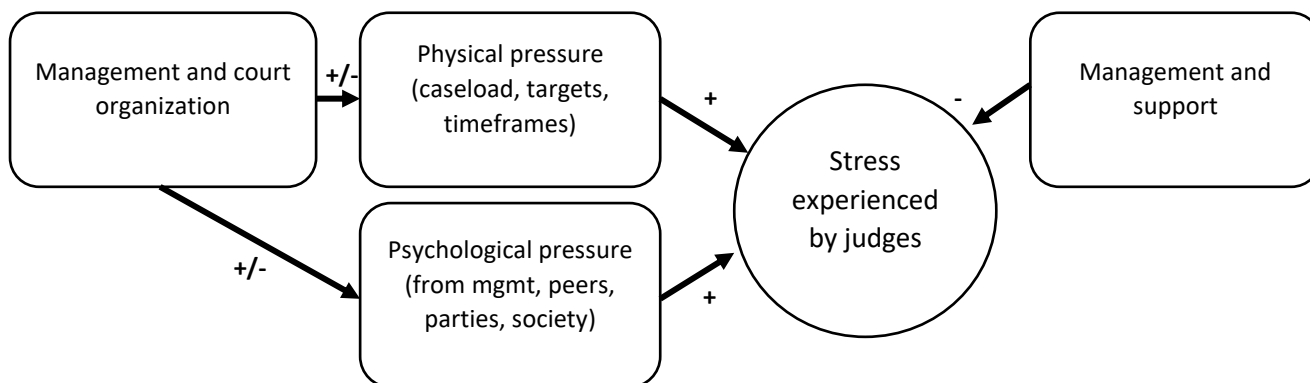 Management and court
organization
+/-
Physical pressure
(caseload, targets,
timeframes)
+
Stress
experienced
by judges
-
Management and
support
+/-
Psychological pressure
(from mgmt, peers,
parties, society)
+